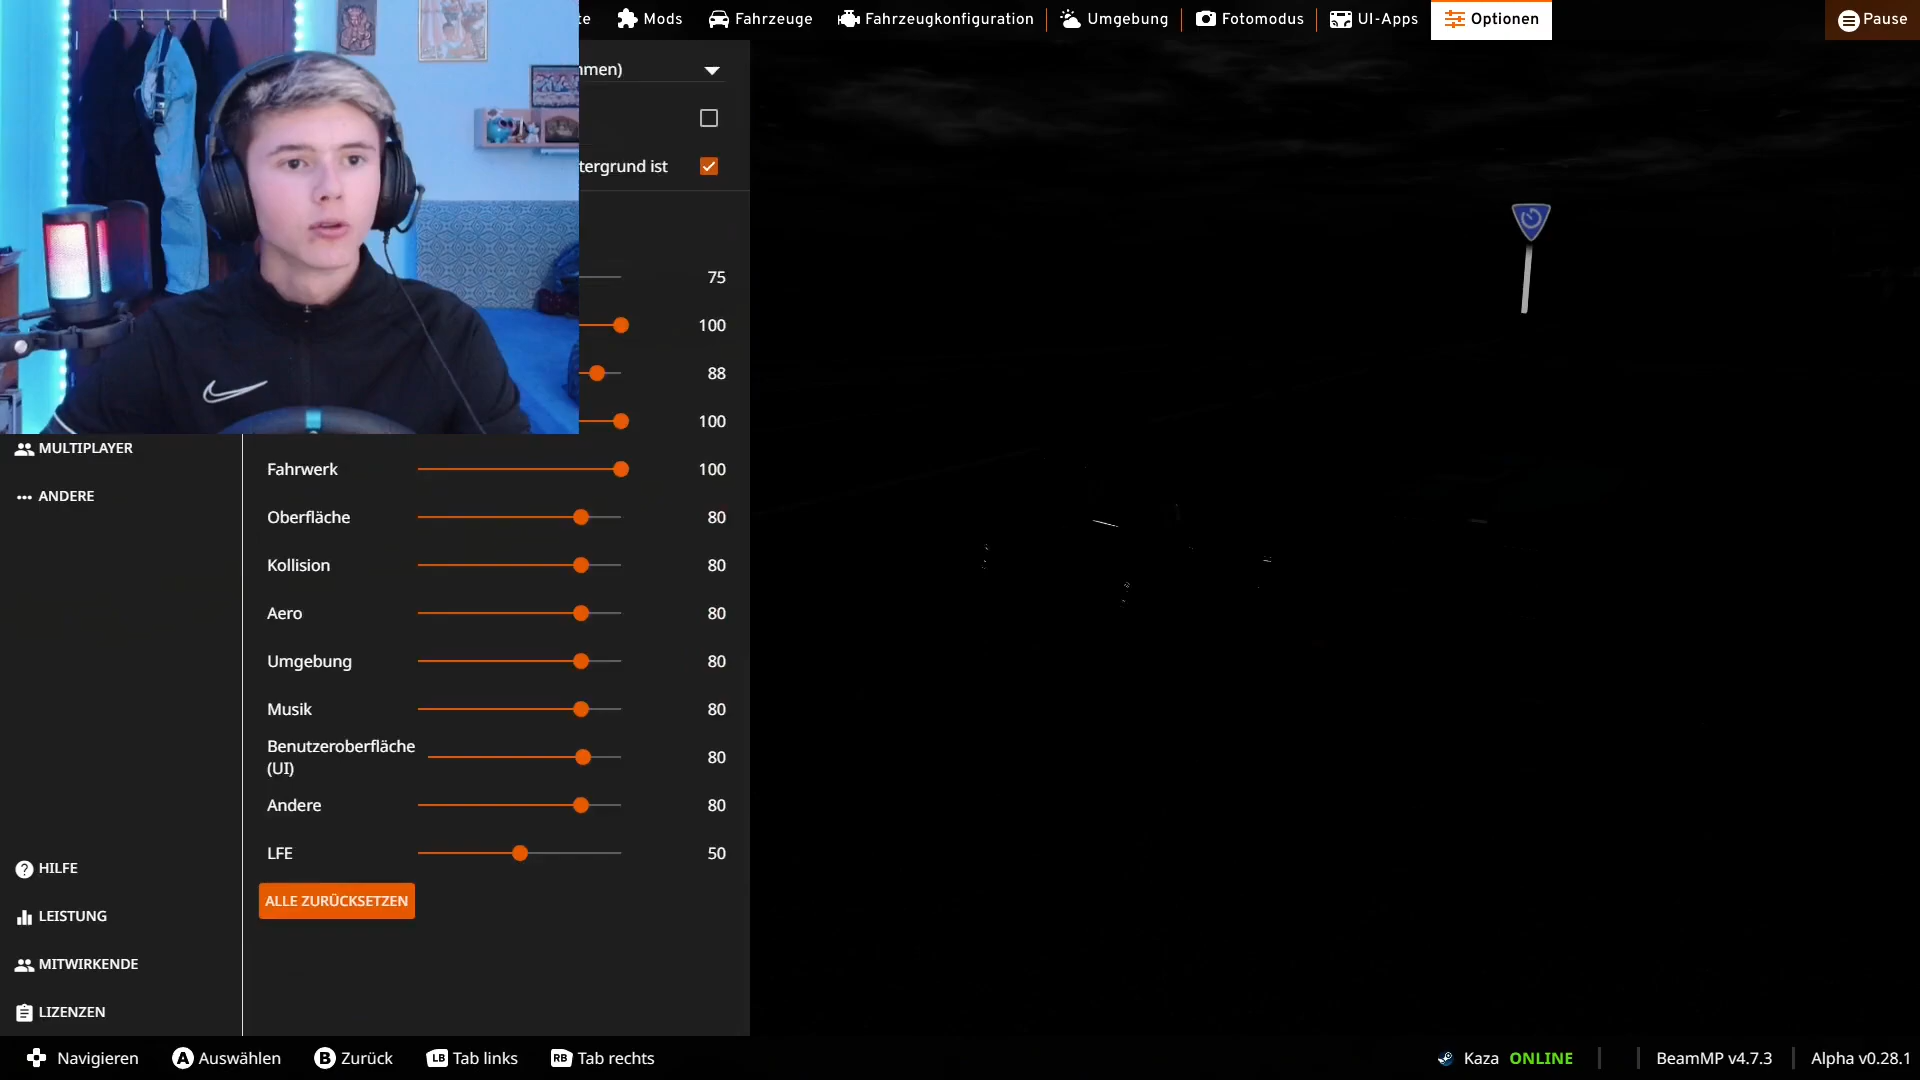 te
Mods
Fahrzeuge
Fahrzeugkonfiguration
Umgebung
Fotomodus
UI-Apps
Optionen
Pause
nmen)
tergrund ist
75
100
88
100
MULTIPLAYER
Fahrwerk 100
ANDERE
Oberfläche 80
Kollision 80
Aero 80
Umgebung 80
Musik 80
Benutzeroberfläche
(UI) 80
Andere 80
LFE 50
HILFE
ALLE ZURÜCKSETZEN
LEISTUNG
MITWIRKENDE
LIZENZEN
Navigieren
A Auswählen
B Zurück
LB Tab links
RB Tab rechts
Kaza ONLINE
BeamMP v4.7.3
Alpha v0.28.1